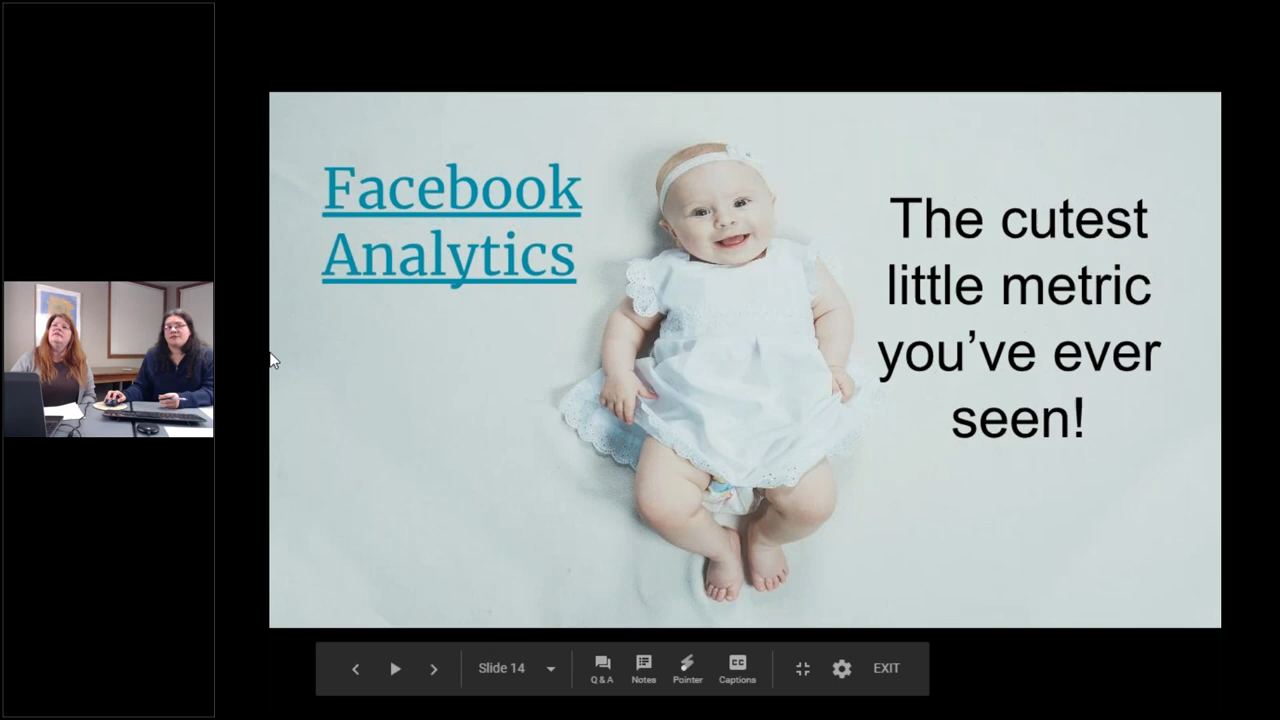 Facebook
Analytics
The cutest
little metric
you've ever
seen!
Slide 14
Q & A
Notes
Pointer
Captions
EXIT